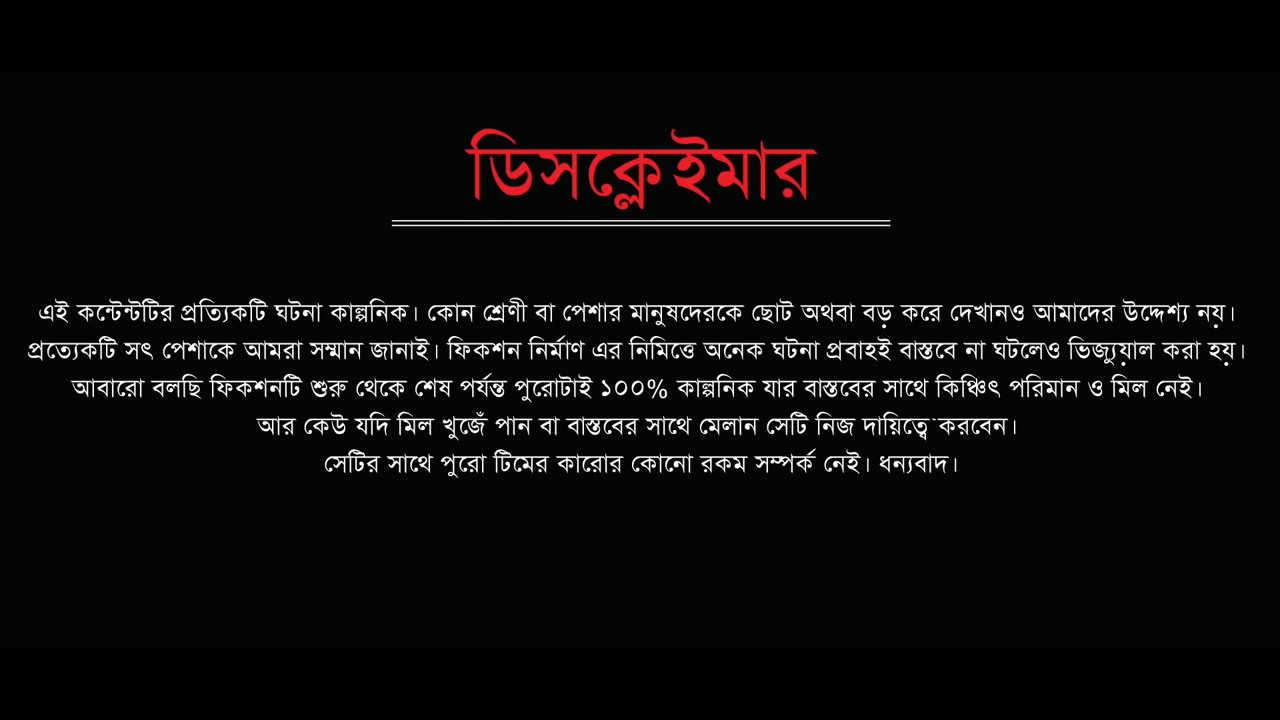 ডিসক্লেইমার
এই কন্টেন্টটির প্রত্যিকটি ঘটনা কাল্পনিক। কোন শ্রেণী বা পেশার মানুষদেরকে ছোট অথবা বড় করে দেখানও আমাদের উদ্দেশ্য নয়।
প্রত্যেকটি সৎ পেশাকে আমরা সম্মান জানাই। ফিকশন নির্মাণ এর নিমিত্তে অনেক ঘটনা প্রবাহই বাস্তবে না ঘটলেও ভিজ্যুয়াল করা হয়।
আবারো বলছি ফিকশনটি শুরু থেকে শেষ পর্যন্ত পুরোটাই ১০০% কাল্পনিক যার বাস্তবের সাথে কিঞ্চিৎ পরিমান ও মিল নেই।
আর কেউ যদি মিল খুজেঁ পান বা বাস্তবের সাথে মেলান সেটি নিজ দায়িত্বে করবেন।
সেটির সাথে পুরো টিমের কারোর কোনো রকম সম্পর্ক নেই। ধন্যবাদ।